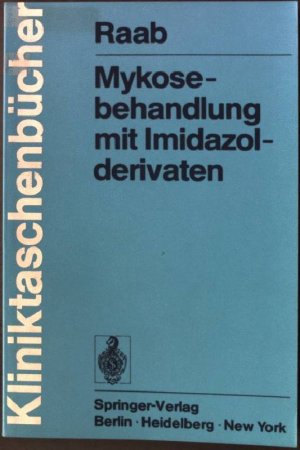 Kliniktaschenbücher
Raab
Mykose-
behandlung
mit Imidazol-
derivaten
Springer-Verlag
Berlin · Heidelberg · New York